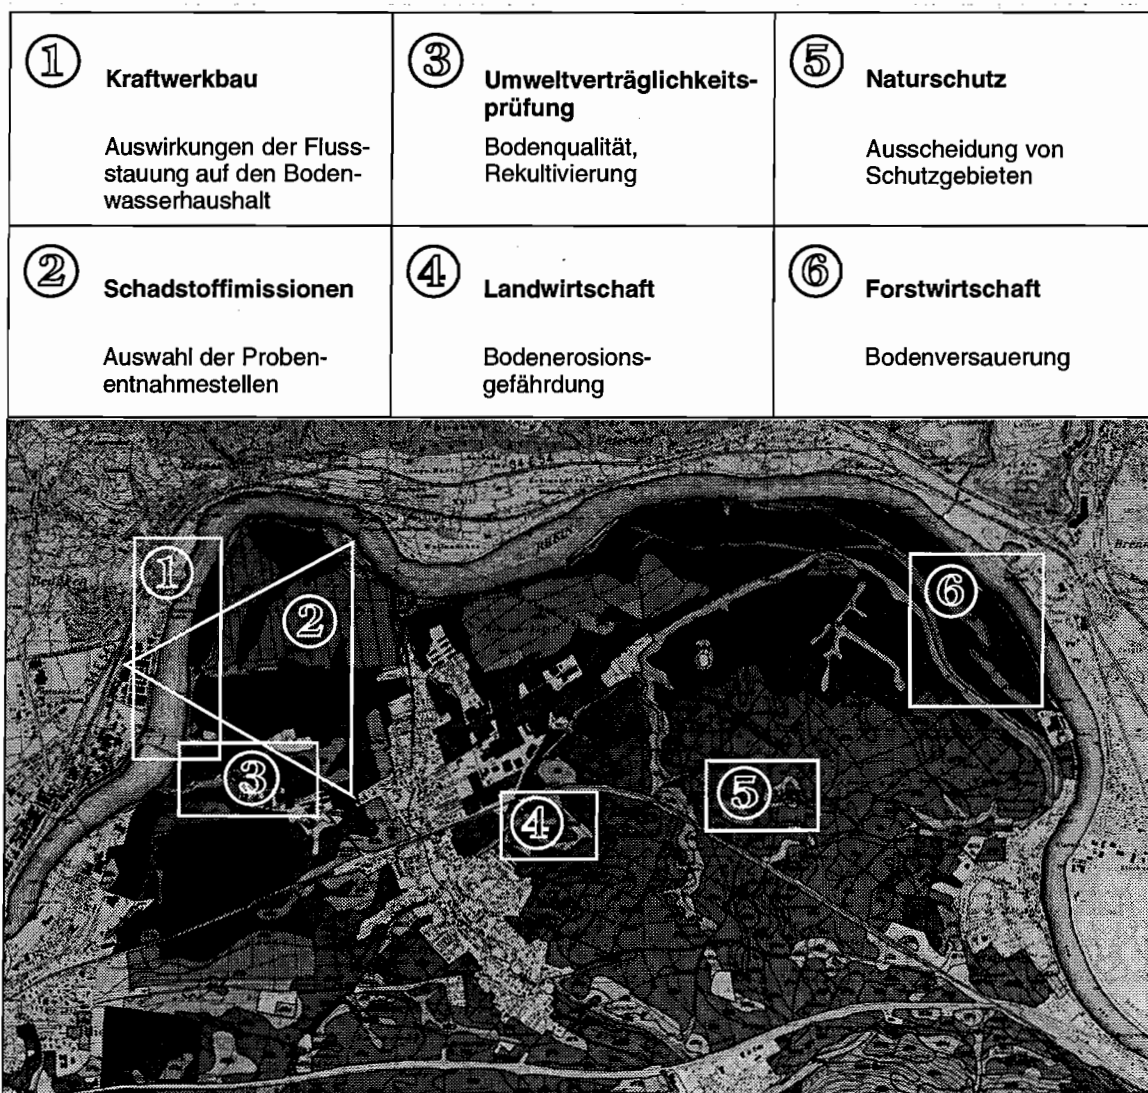 1
Kraftwerkbau
Auswirkungen der Fluss-
stauung auf den Boden-
wasserhaushalt
3
Umweltverträglichkeits-
prüfung
Bodenqualität,
Rekultivierung
5
Naturschutz
Ausscheidung von
Schutzgebieten
2
Schadstoffimissionen
Auswahl der Proben-
entnahmestellen
4
Landwirtschaft
Bodenerosions-
gefährdung
6
Forstwirtschaft
Bodenversauerung
1
2
6
3
5
4